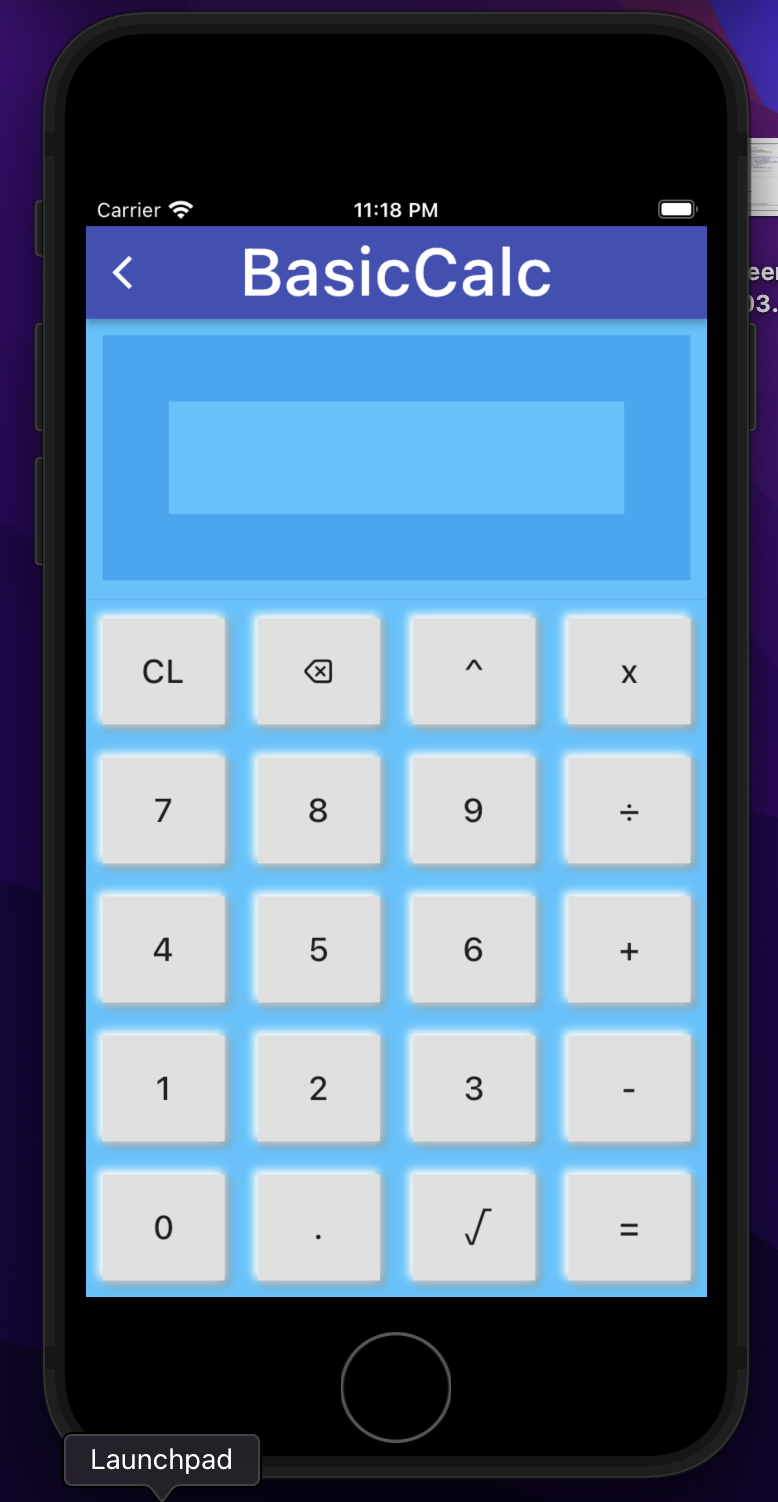 Carrier 11:18 PM
BasicCalc
CL ^ x
7 8 9 ÷
4 5 6 +
1 2 3 -
0 . √ =
Launchpad